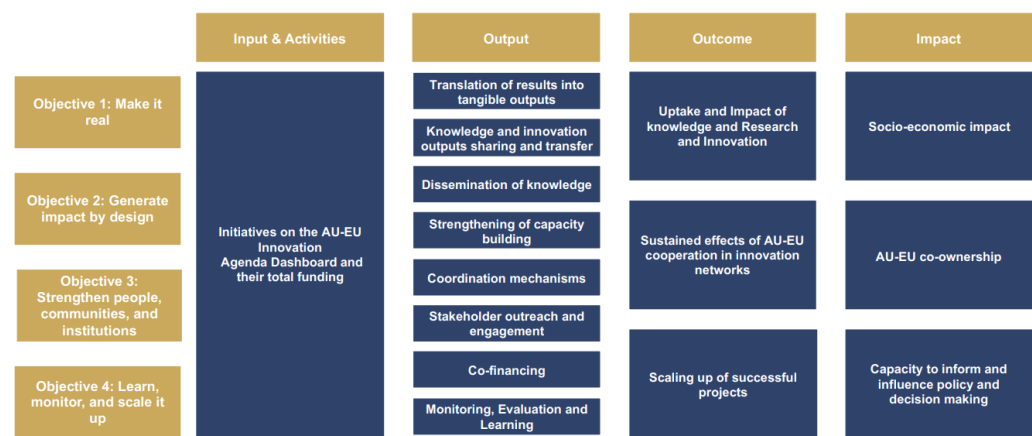 Input & Activities
Output
Outcome
Impact
Objective 1: Make it
real
Objective 2: Generate
impact by design
Objective 3:
Strengthen people,
communities, and
institutions
Objective 4: Learn,
monitor, and scale it
up
Initiatives on the AU-EU
Innovation
Agenda Dashboard and
their total funding
Translation of results into
tangible outputs
Knowledge and innovation
outputs sharing and transfer
Dissemination of knowledge
Strengthening of capacity
building
Coordination mechanisms
Stakeholder outreach and
engagement
Co-financing
Monitoring, Evaluation and
Learning
Uptake and Impact of
knowledge and Research
and Innovation
Sustained effects of AU-EU
cooperation in innovation
networks
Scaling up of successful
projects
Socio-economic impact
AU-EU co-ownership
Capacity to inform and
influence policy and
decision making